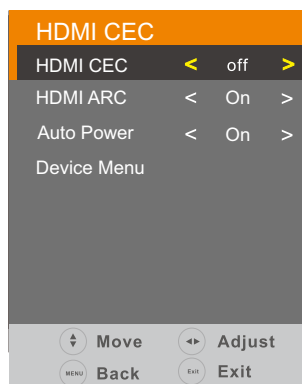 HDMI CEC
HDMI CEC < off >
HDMI ARC < On >
Auto Power < On >
Device Menu
Move Adjust
MENU Back Exit Exit